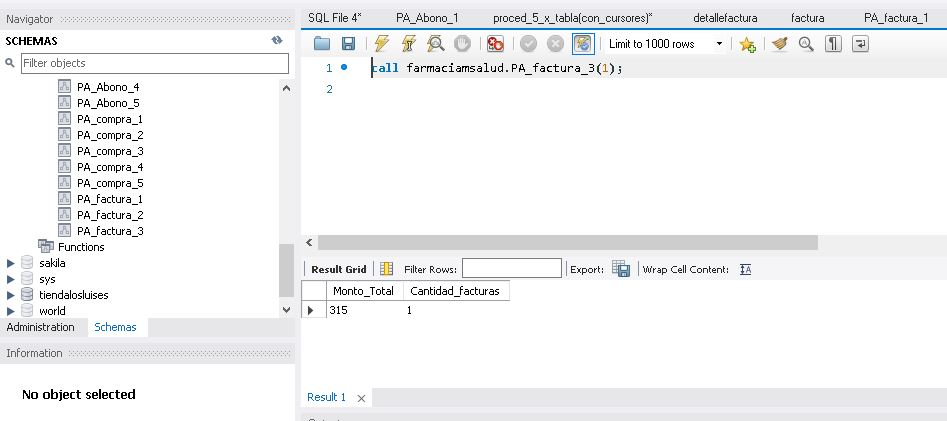 Navigator
SCHEMAS
Filter objects
PA_Abono_4
PA_Abono_5
PA_compra_1
PA_compra_2
PA_compra_3
PA_compra_4
PA_compra_5
PA_factura_1
PA_factura_2
PA_factura_3
Functions
sakila
sys
tiendalosluises
world
Administration Schemas
Information
No object selected
SQL File 4* PA_Abono_1 proced_5_x_tabla(con_cursores)* detallefactura factura PA_factura_1
Limit to 1000 rows
1 call farmaciamsalud.PA_factura_3(1);
2
Result Grid Filter Rows: Export: Wrap Cell Content:
Monto_Total Cantidad_facturas
315 1
Result 1